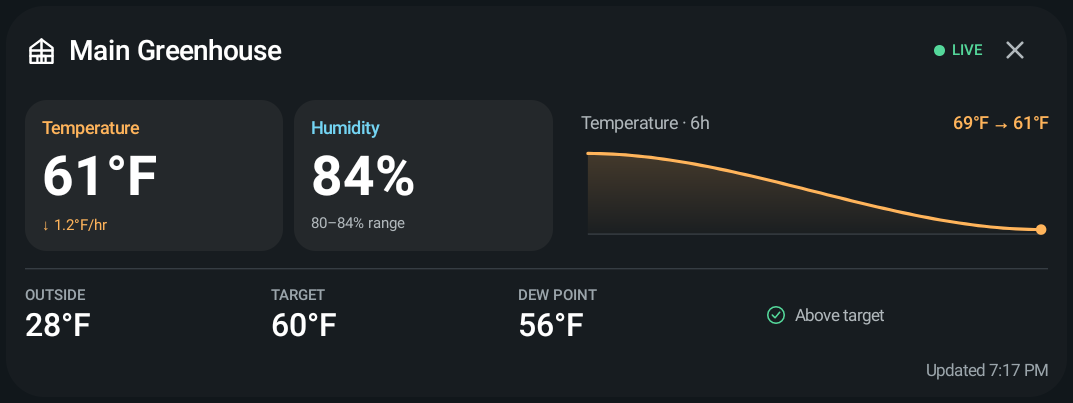 Main Greenhouse
LIVE
Temperature
61°F
↓ 1.2°F/hr
Humidity
84%
80–84% range
Temperature · 6h
69°F → 61°F
OUTSIDE
28°F
TARGET
60°F
DEW POINT
56°F
Above target
Updated 7:17 PM